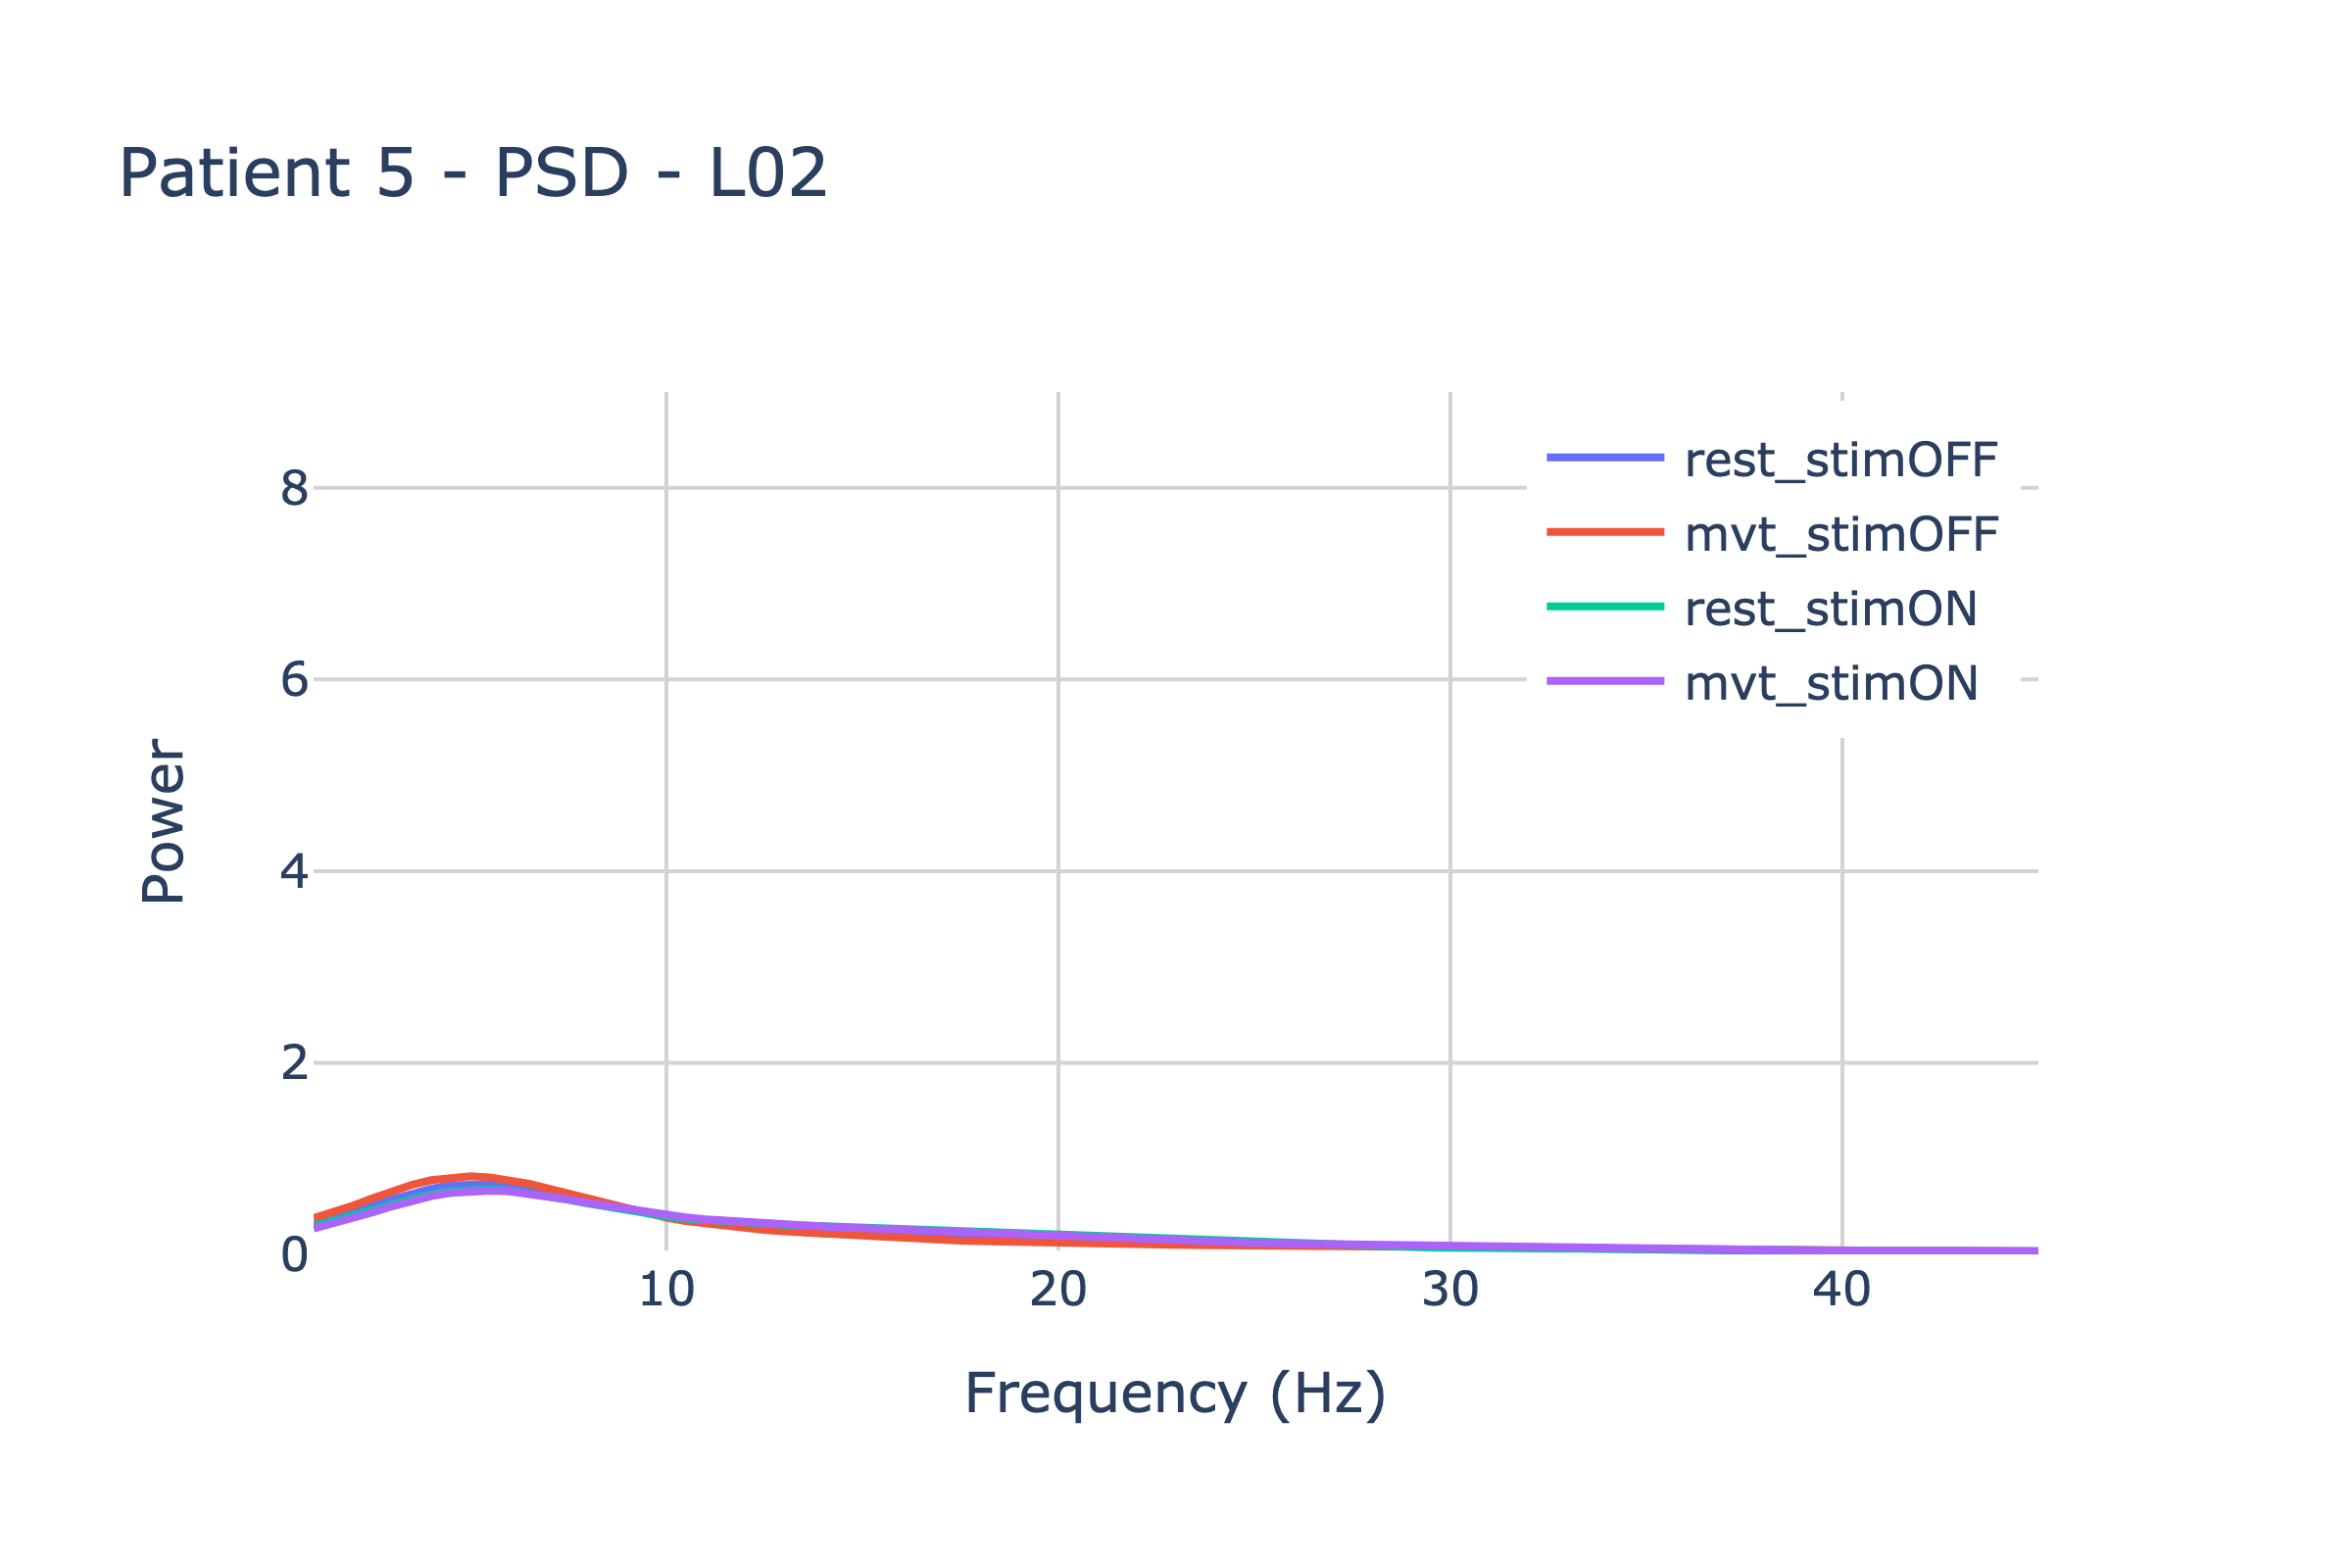 Patient 5 - PSD - L02
rest_stimOFF
mvt_stimOFF
rest_stimON
mvt_stimON
8
6
4
2
0
Power
10 20 30 40
Frequency (Hz)